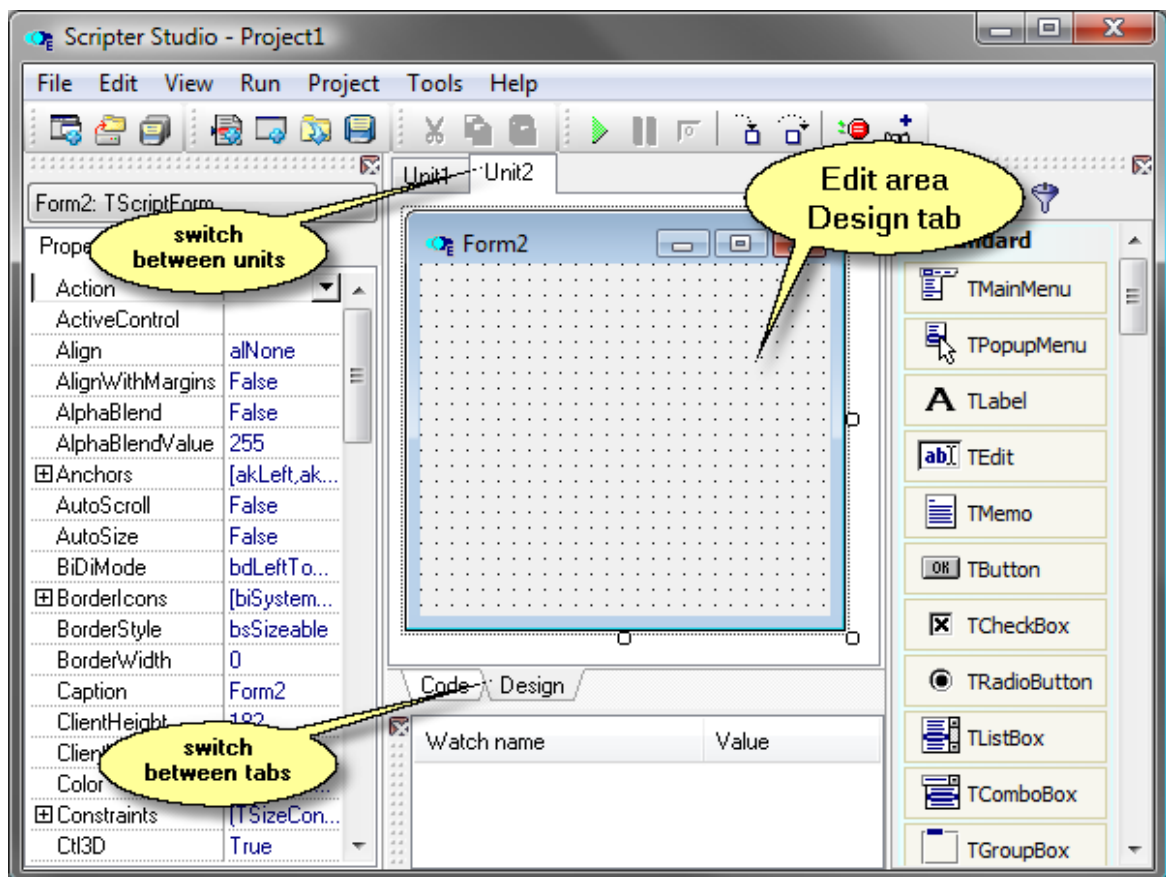 Scripter Studio - Project1
File Edit View Run Project Tools Help
Unit1 Unit2
Form2: TScriptForm
switch
between units
Edit area
Design tab
Form2
Action
ActiveControl
Align alNone
AlignWithMargins False
AlphaBlend False
AlphaBlendValue 255
Anchors [akLeft,ak...
AutoScroll False
AutoSize False
BiDiMode bdLeftTo...
BorderIcons [biSystem...
BorderStyle bsSizeable
BorderWidth 0
Caption Form2
ClientHeight 182
Color
Constraints (TSizeCon...
Ctl3D True
switch
between tabs
Code Design
Watch name Value
TMainMenu
TPopupMenu
A TLabel
abI TEdit
TMemo
OK TButton
TCheckBox
TRadioButton
TListBox
TComboBox
TGroupBox